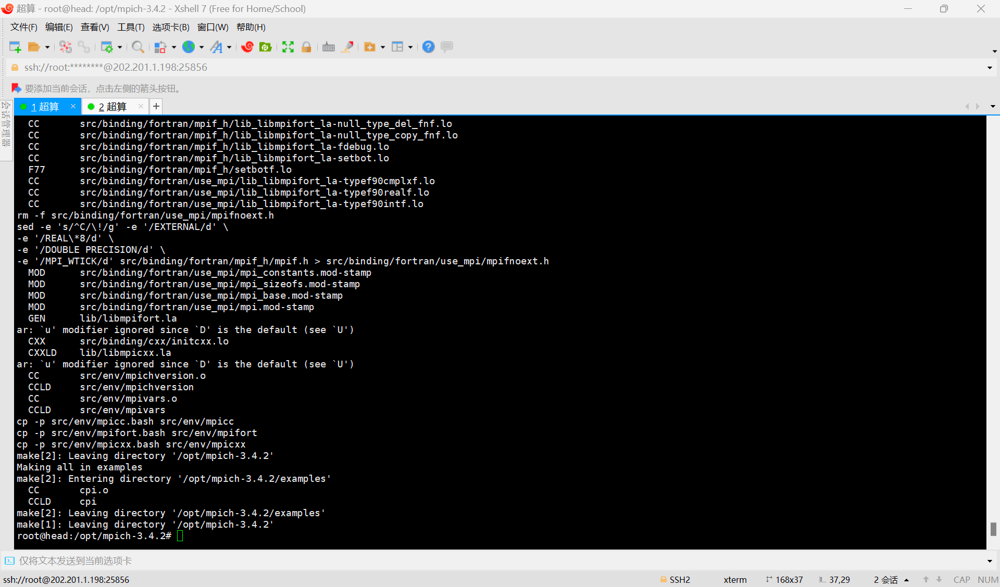 超算 - root@head: /opt/mpich-3.4.2 - Xshell 7 (Free for Home/School)
文件(F) 编辑(E) 查看(V) 工具(T) 选项卡(B) 窗口(W) 帮助(H)
ssh://root:********@202.201.1.198:25856
要添加当前会话，点击左侧的箭头按钮。
会话管理器
1 超算 × 2 超算 × +
CC src/binding/fortran/mpif_h/lib_libmpifort_la-null_type_del_fnf.lo
CC src/binding/fortran/mpif_h/lib_libmpifort_la-null_type_copy_fnf.lo
CC src/binding/fortran/mpif_h/lib_libmpifort_la-fdebug.lo
CC src/binding/fortran/mpif_h/lib_libmpifort_la-setbot.lo
F77 src/binding/fortran/mpif_h/setbotf.lo
CC src/binding/fortran/use_mpi/lib_libmpifort_la-typef90cmplxf.lo
CC src/binding/fortran/use_mpi/lib_libmpifort_la-typef90realf.lo
CC src/binding/fortran/use_mpi/lib_libmpifort_la-typef90intf.lo
rm -f src/binding/fortran/use_mpi/mpifnoext.h
sed -e 's/^C/\!/g' -e '/EXTERNAL/d' \
-e '/REAL\*8/d' \
-e '/DOUBLE PRECISION/d' \
-e '/MPI_WTICK/d' src/binding/fortran/mpif_h/mpif.h > src/binding/fortran/use_mpi/mpifnoext.h
MOD src/binding/fortran/use_mpi/mpi_constants.mod-stamp
MOD src/binding/fortran/use_mpi/mpi_sizeofs.mod-stamp
MOD src/binding/fortran/use_mpi/mpi_base.mod-stamp
MOD src/binding/fortran/use_mpi/mpi.mod-stamp
GEN lib/libmpifort.la
ar: `u' modifier ignored since `D' is the default (see `U')
CXX src/binding/cxx/initcxx.lo
CXXLD lib/libmpicxx.la
ar: `u' modifier ignored since `D' is the default (see `U')
CC src/env/mpichversion.o
CCLD src/env/mpichversion
CC src/env/mpivars.o
CCLD src/env/mpivars
cp -p src/env/mpicc.bash src/env/mpicc
cp -p src/env/mpifort.bash src/env/mpifort
cp -p src/env/mpicxx.bash src/env/mpicxx
make[2]: Leaving directory '/opt/mpich-3.4.2'
Making all in examples
make[2]: Entering directory '/opt/mpich-3.4.2/examples'
CC cpi.o
CCLD cpi
make[2]: Leaving directory '/opt/mpich-3.4.2/examples'
make[1]: Leaving directory '/opt/mpich-3.4.2'
root@head:/opt/mpich-3.4.2#
仅将文本发送到当前选项卡
ssh://root@202.201.1.198:25856 SSH2 xterm 168x37 37,29 2 会话 CAP NUM